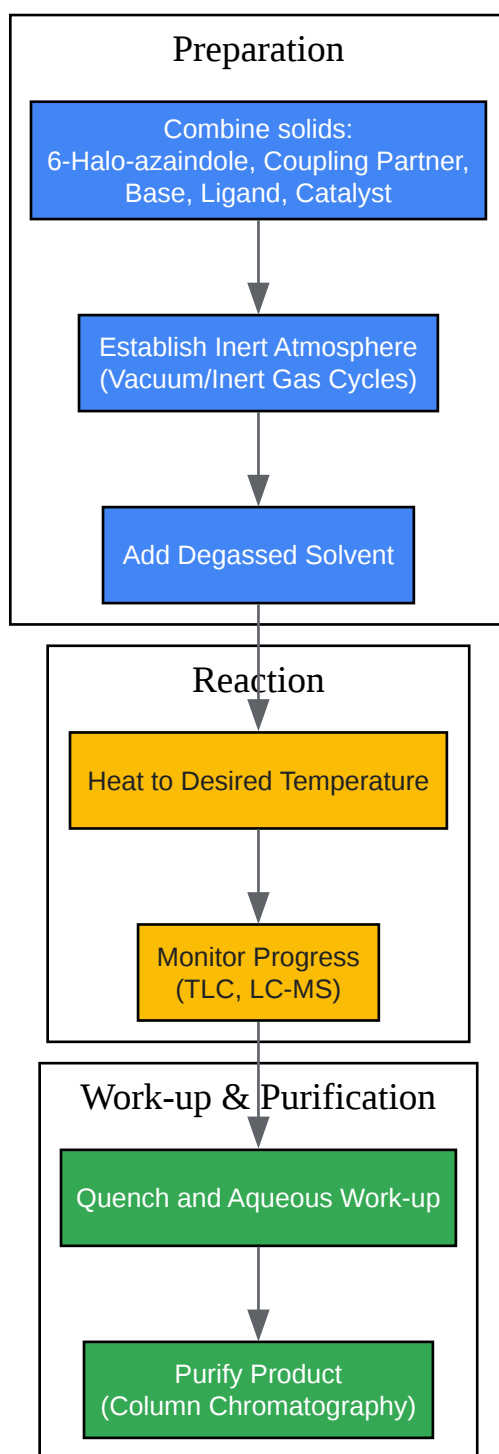 Preparation
Combine solids:
6-Halo-azaindole, Coupling Partner,
Base, Ligand, Catalyst
Establish Inert Atmosphere
(Vacuum/Inert Gas Cycles)
Add Degassed Solvent
Reaction
Heat to Desired Temperature
Monitor Progress
(TLC, LC-MS)
Work-up & Purification
Quench and Aqueous Work-up
Purify Product
(Column Chromatography)